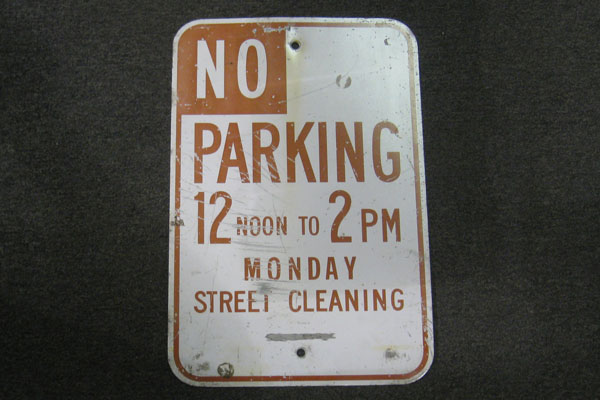 NO
PARKING
12 NOON TO 2 PM
MONDAY
STREET CLEANING